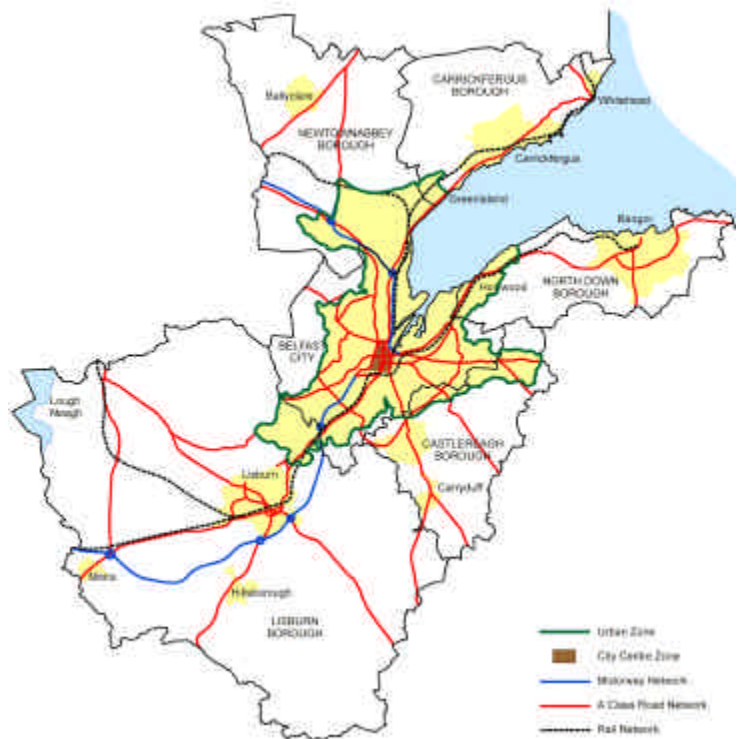 CARRICKFERGUS
BOROUGH
Ballyclare
Whitehead
NEWTOWNABBEY
BOROUGH
Carrickfergus
Greenisland
Bangor
Holywood
NORTH DOWN
BOROUGH
BELFAST
CITY
Lough
Neagh
CASTLEREAGH
BOROUGH
Lisburn
Carryduff
Moira
Hillsborough
LISBURN
BOROUGH
Urban Zone
City Centre Zone
Motorway Network
A Class Road Network
Rail Network